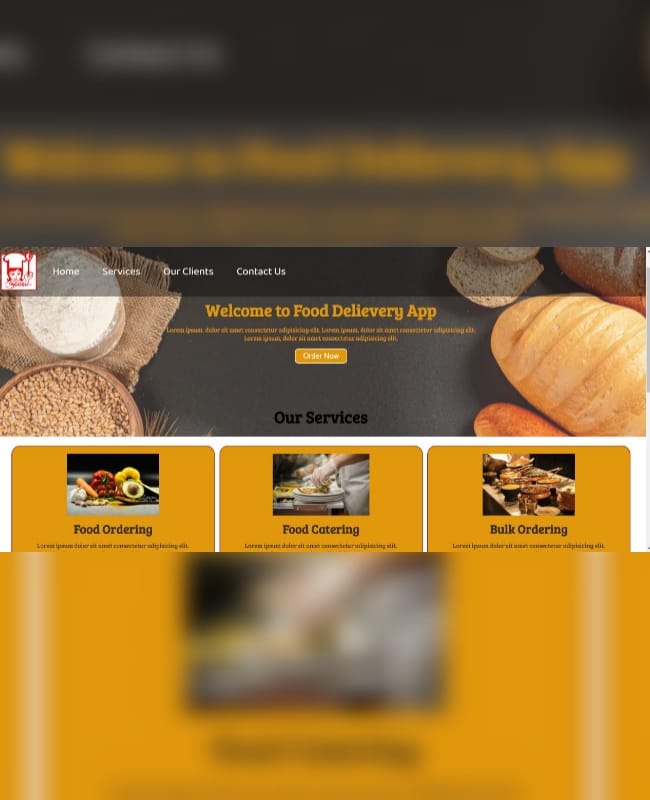 Home Services Our Clients Contact Us
Welcome to Food Delievery App
Lorem ipsum, dolor sit amet consectetur adipisicing elit. Lorem ipsum, dolor sit amet consectetur adipisicing elit.
Lorem ipsum, dolor sit amet consectetur adipisicing elit.
Order Now
Our Services
Food Ordering Food Catering Bulk Ordering
Lorem ipsum dolor sit amet consectetur adipisicing elit. Lorem ipsum dolor sit amet consectetur adipisicing elit. Lorem ipsum dolor sit amet consectetur adipisicing elit.